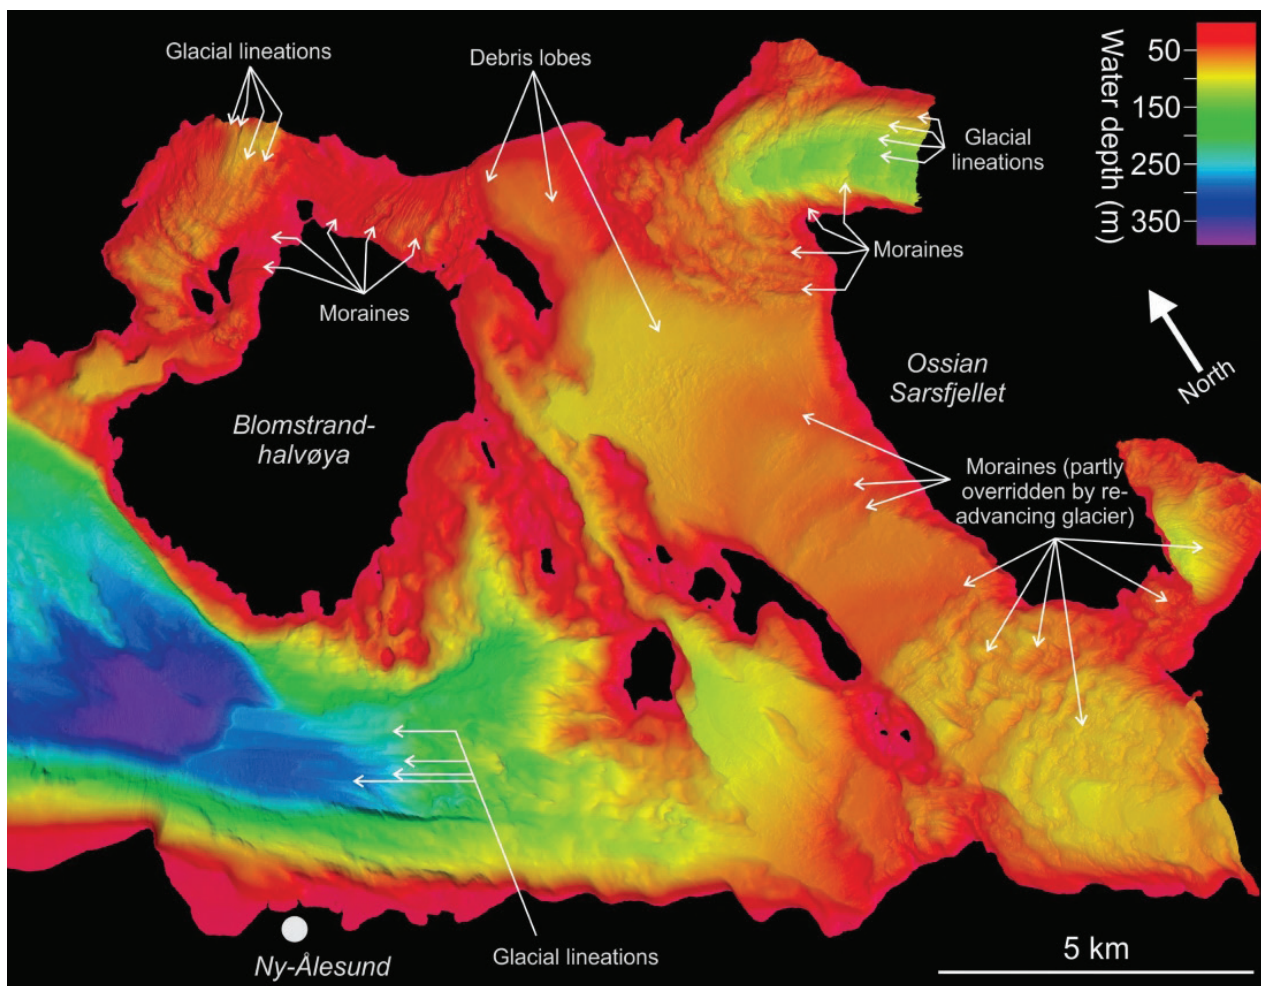 Glacial lineations
Debris lobes
Water depth (m)
50
150
250
350
Glacial
lineations
Moraines
Moraines
North
Ossian
Sarsfjellet
Blomstrand-
halvøya
Moraines (partly
overridden by re-
advancing glacier)
Glacial lineations
Ny-Ålesund
5 km